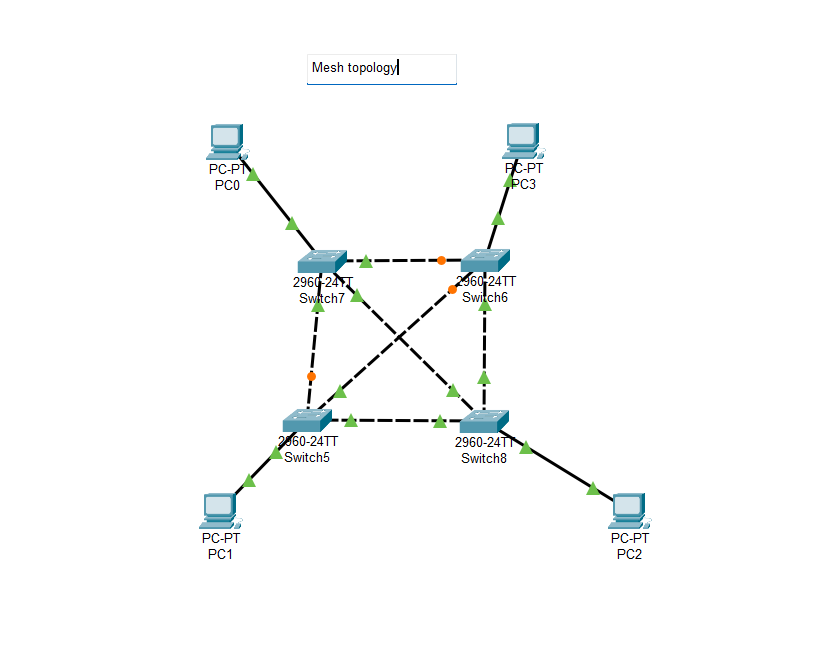 Mesh topology
PC-PT
PC0
PC-PT
PC3
2960-24TT
Switch7
2960-24TT
Switch6
2960-24TT
Switch5
2960-24TT
Switch8
PC-PT
PC1
PC-PT
PC2